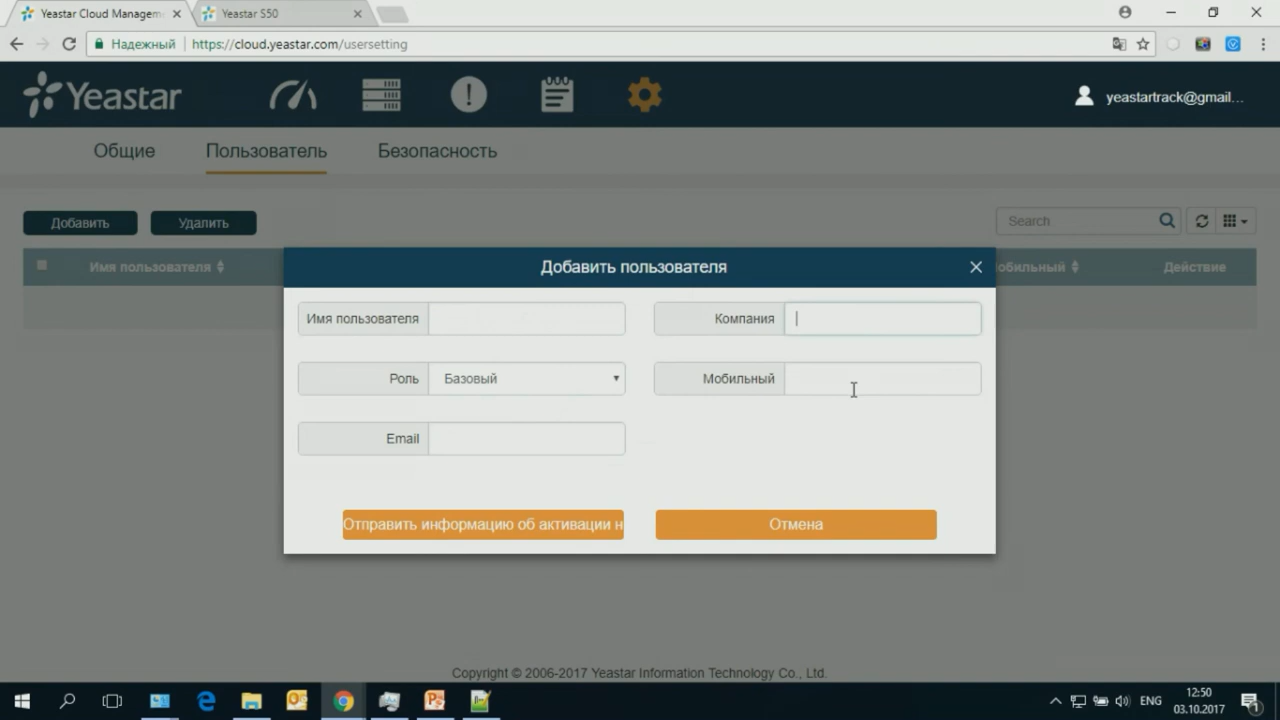 Yeastar Cloud Managem
Yeastar S50
Надежный
https://cloud.yeastar.com/usersetting
Yeastar
yeastartrack@gmail...
Общие
Пользователь
Безопасность
Добавить
Удалить
Search
Имя пользователя
обильный
Действие
Добавить пользователя
Имя пользователя
Компания
Роль
Базовый
Мобильный
Email
Отправить информацию об активации н
Отмена
Copyright © 2006-2017 Yeastar Information Technology Co., Ltd.
ENG
12:50
03.10.2017
1